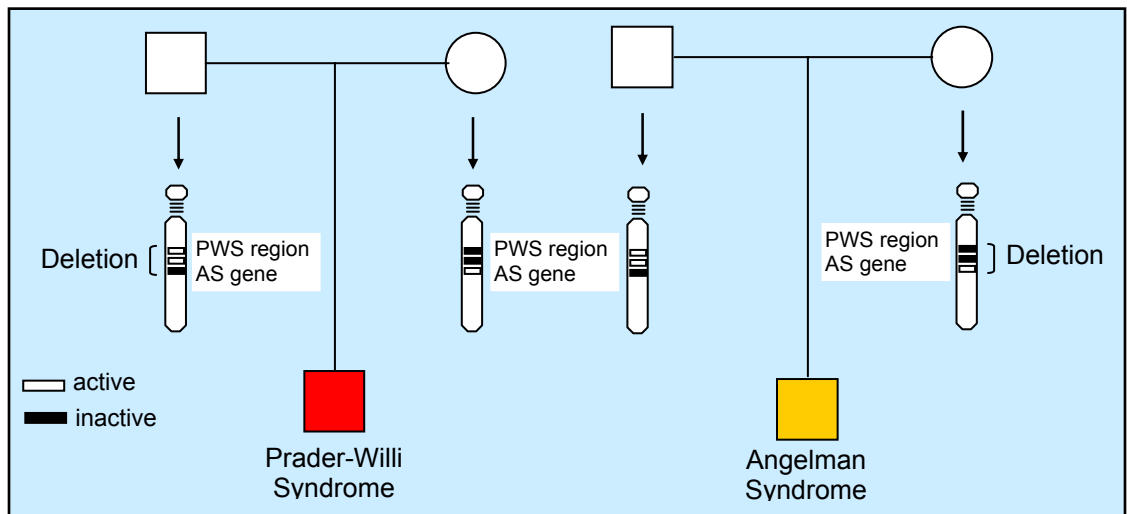 Deletion
PWS region
AS gene
PWS region
AS gene
PWS region
AS gene
Deletion
active
inactive
Prader-Willi
Syndrome
Angelman
Syndrome